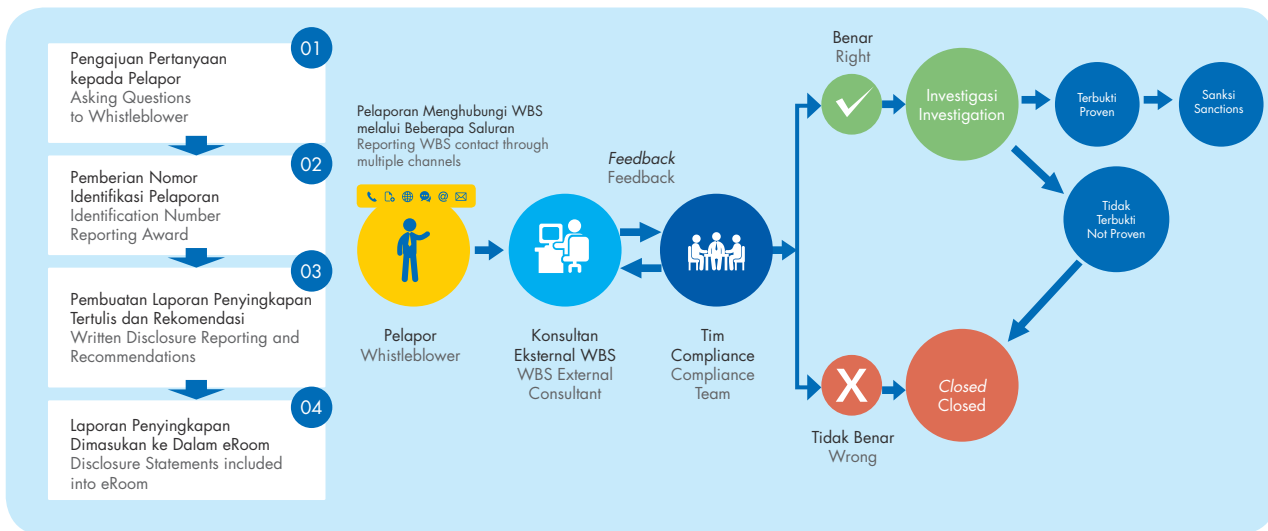 01
Pengajuan Pertanyaan
kepada Pelapor
Asking Questions
to Whistleblower
02
Pemberian Nomor
Identifikasi Pelaporan
Identification Number
Reporting Award
03
Pembuatan Laporan Penyingkapan
Tertulis dan Rekomendasi
Written Disclosure Reporting and
Recommendations
04
Laporan Penyingkapan
Dimasukan ke Dalam eRoom
Disclosure Statements included
into eRoom
Pelaporan Menghubungi WBS
melalui Beberapa Saluran
Reporting WBS contact through
multiple channels
Pelapor
Whistleblower
Konsultan
Eksternal WBS
WBS External
Consultant
Feedback
Feedback
Tim
Compliance
Compliance
Team
Benar
Right
Investigasi
Investigation
Terbukti
Proven
Sanksi
Sanctions
Tidak
Terbukti
Not Proven
X
Tidak Benar
Wrong
Closed
Closed